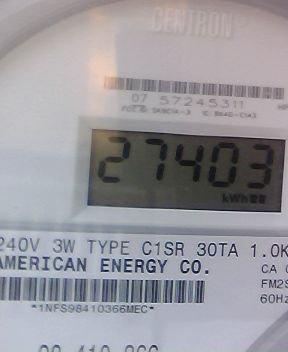 CENTRON
07 57245311
27403
kWh
240V 3W TYPE C1SR 30TA 1.0K
AMERICAN ENERGY CO.
CA
FM2S
60Hz
*1NFS98410366MEC*